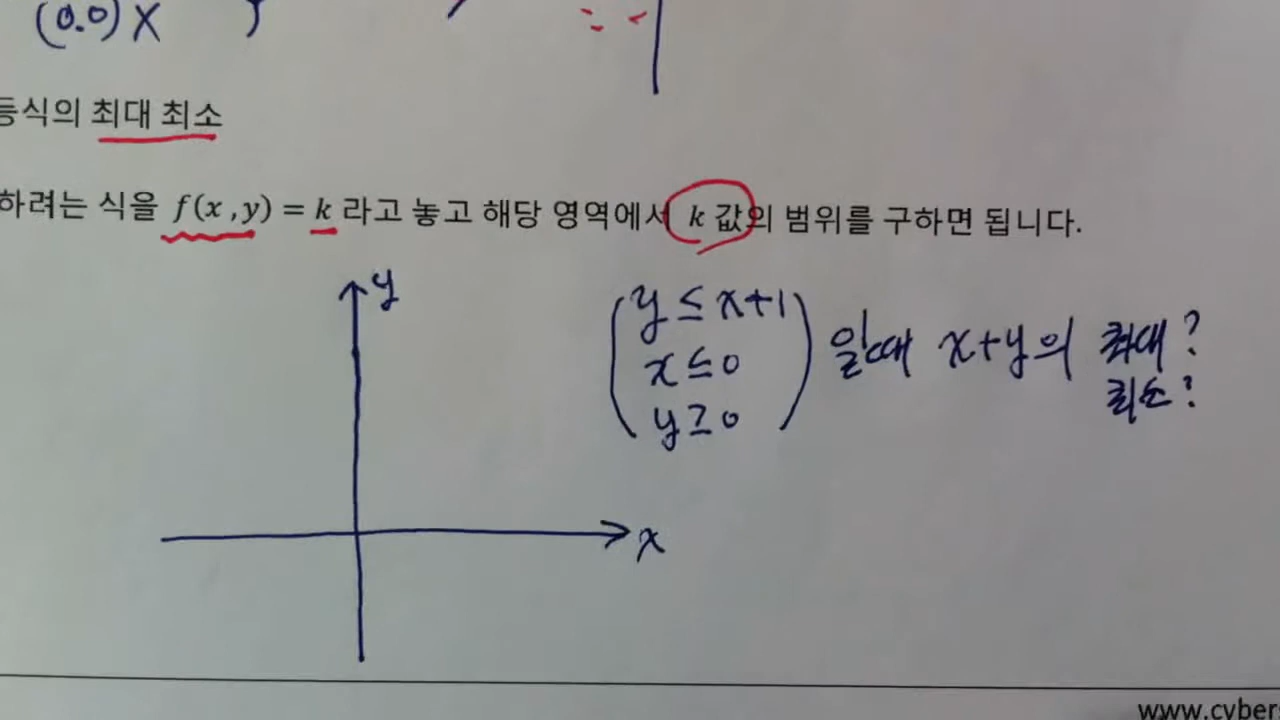 (0.0) X
등식의 최대 최소
하려는 식을 f(x ,y) = k 라고 놓고 해당 영역에서 k 값의 범위를 구하면 됩니다.
y
y ≤ x+1
x ≤ 0
y ≥ 0
일때 x+y의 최대?
최소?
x
www.cyber